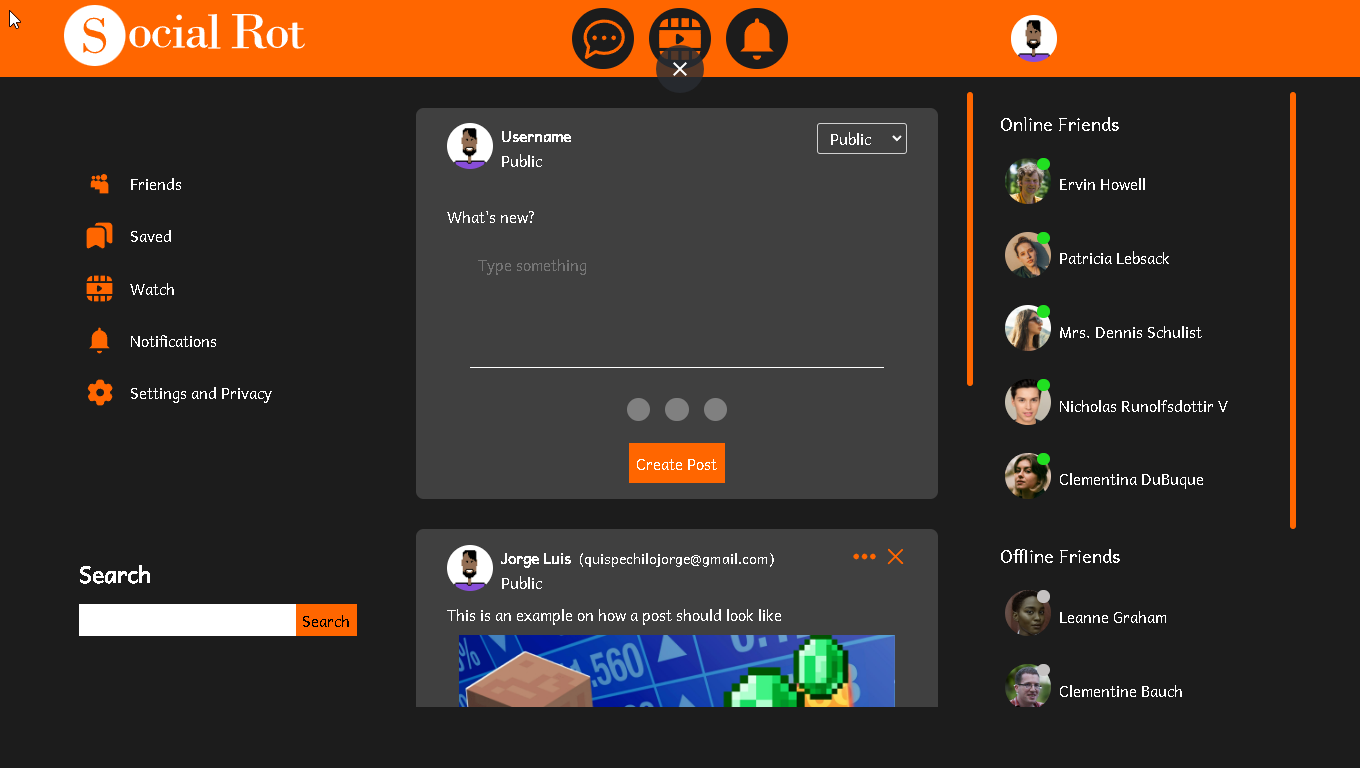 Social Rot
Friends
Saved
Watch
Notifications
Settings and Privacy
Search
Search
Username
Public
Public
What's new?
Type something
Create Post
Jorge Luis (quispechilojorge@gmail.com)
Public
This is an example on how a post should look like
.560
Online Friends
Ervin Howell
Patricia Lebsack
Mrs. Dennis Schulist
Nicholas Runolfsdottir V
Clementina DuBuque
Offline Friends
Leanne Graham
Clementine Bauch